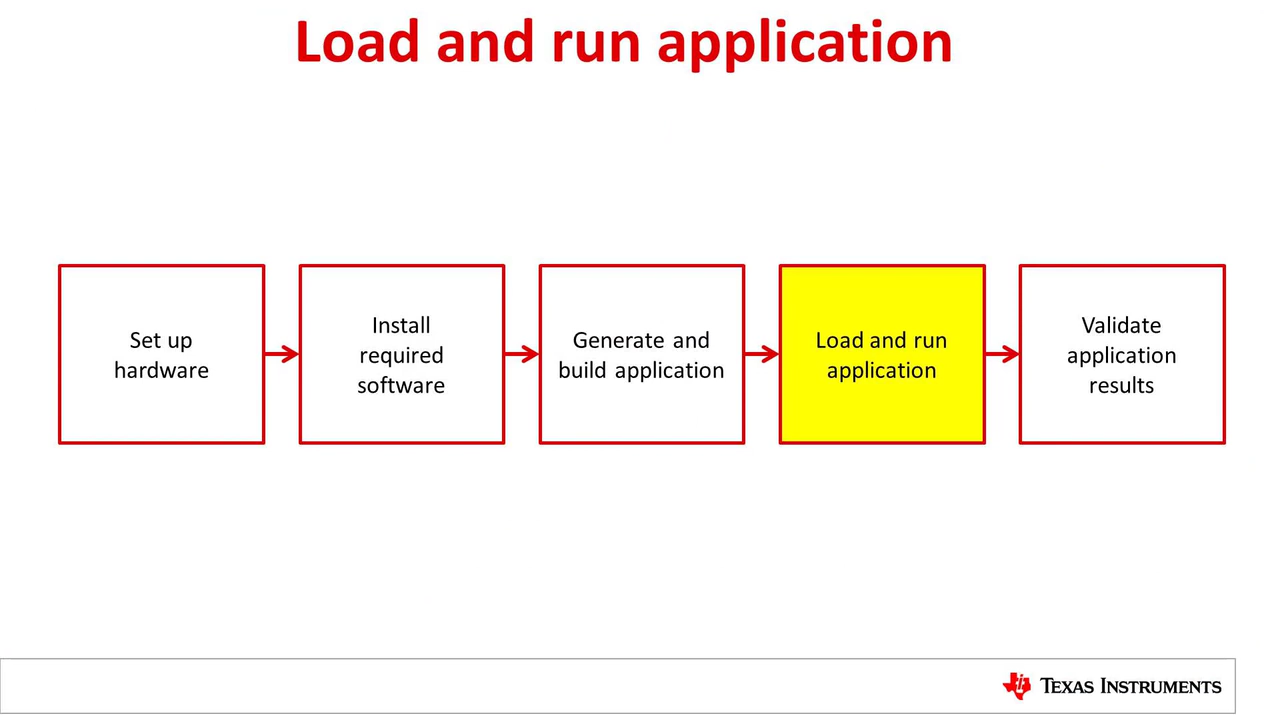 Load and run application
Set up
hardware
Install
required
software
Generate and
build application
Load and run
application
Validate
application
results
TEXAS INSTRUMENTS